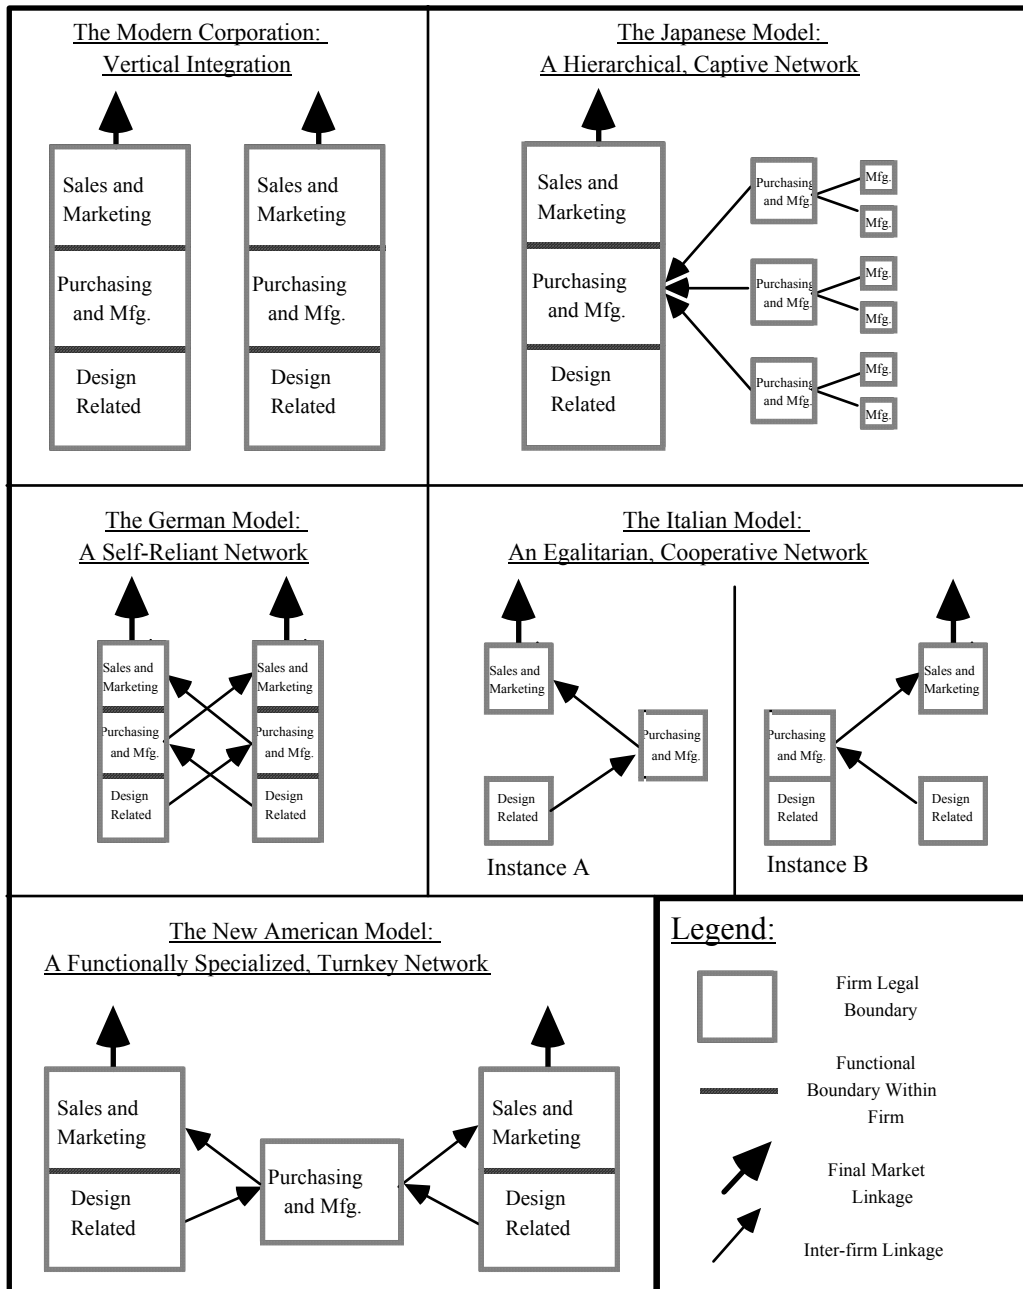 The Modern Corporation:
Vertical Integration
Sales and
Marketing
Purchasing
and Mfg.
Design
Related
Sales and
Marketing
Purchasing
and Mfg.
Design
Related
The Japanese Model:
A Hierarchical, Captive Network
Sales and
Marketing
Purchasing
and Mfg.
Design
Related
Purchasing
and Mfg.
Mfg.
Mfg.
Purchasing
and Mfg.
Mfg.
Mfg.
Purchasing
and Mfg.
Mfg.
Mfg.
The German Model:
A Self-Reliant Network
Sales and
Marketing
Purchasing
and Mfg.
Design
Related
Sales and
Marketing
Purchasing
and Mfg.
Design
Related
The Italian Model:
An Egalitarian, Cooperative Network
Sales and
Marketing
Purchasing
and Mfg.
Design
Related
Instance A
Sales and
Marketing
Purchasing
and Mfg.
Design
Related
Design
Related
Instance B
The New American Model:
A Functionally Specialized, Turnkey Network
Sales and
Marketing
Design
Related
Purchasing
and Mfg.
Sales and
Marketing
Design
Related
Legend:
Firm Legal
Boundary
Functional
Boundary Within
Firm
Final Market
Linkage
Inter-firm Linkage